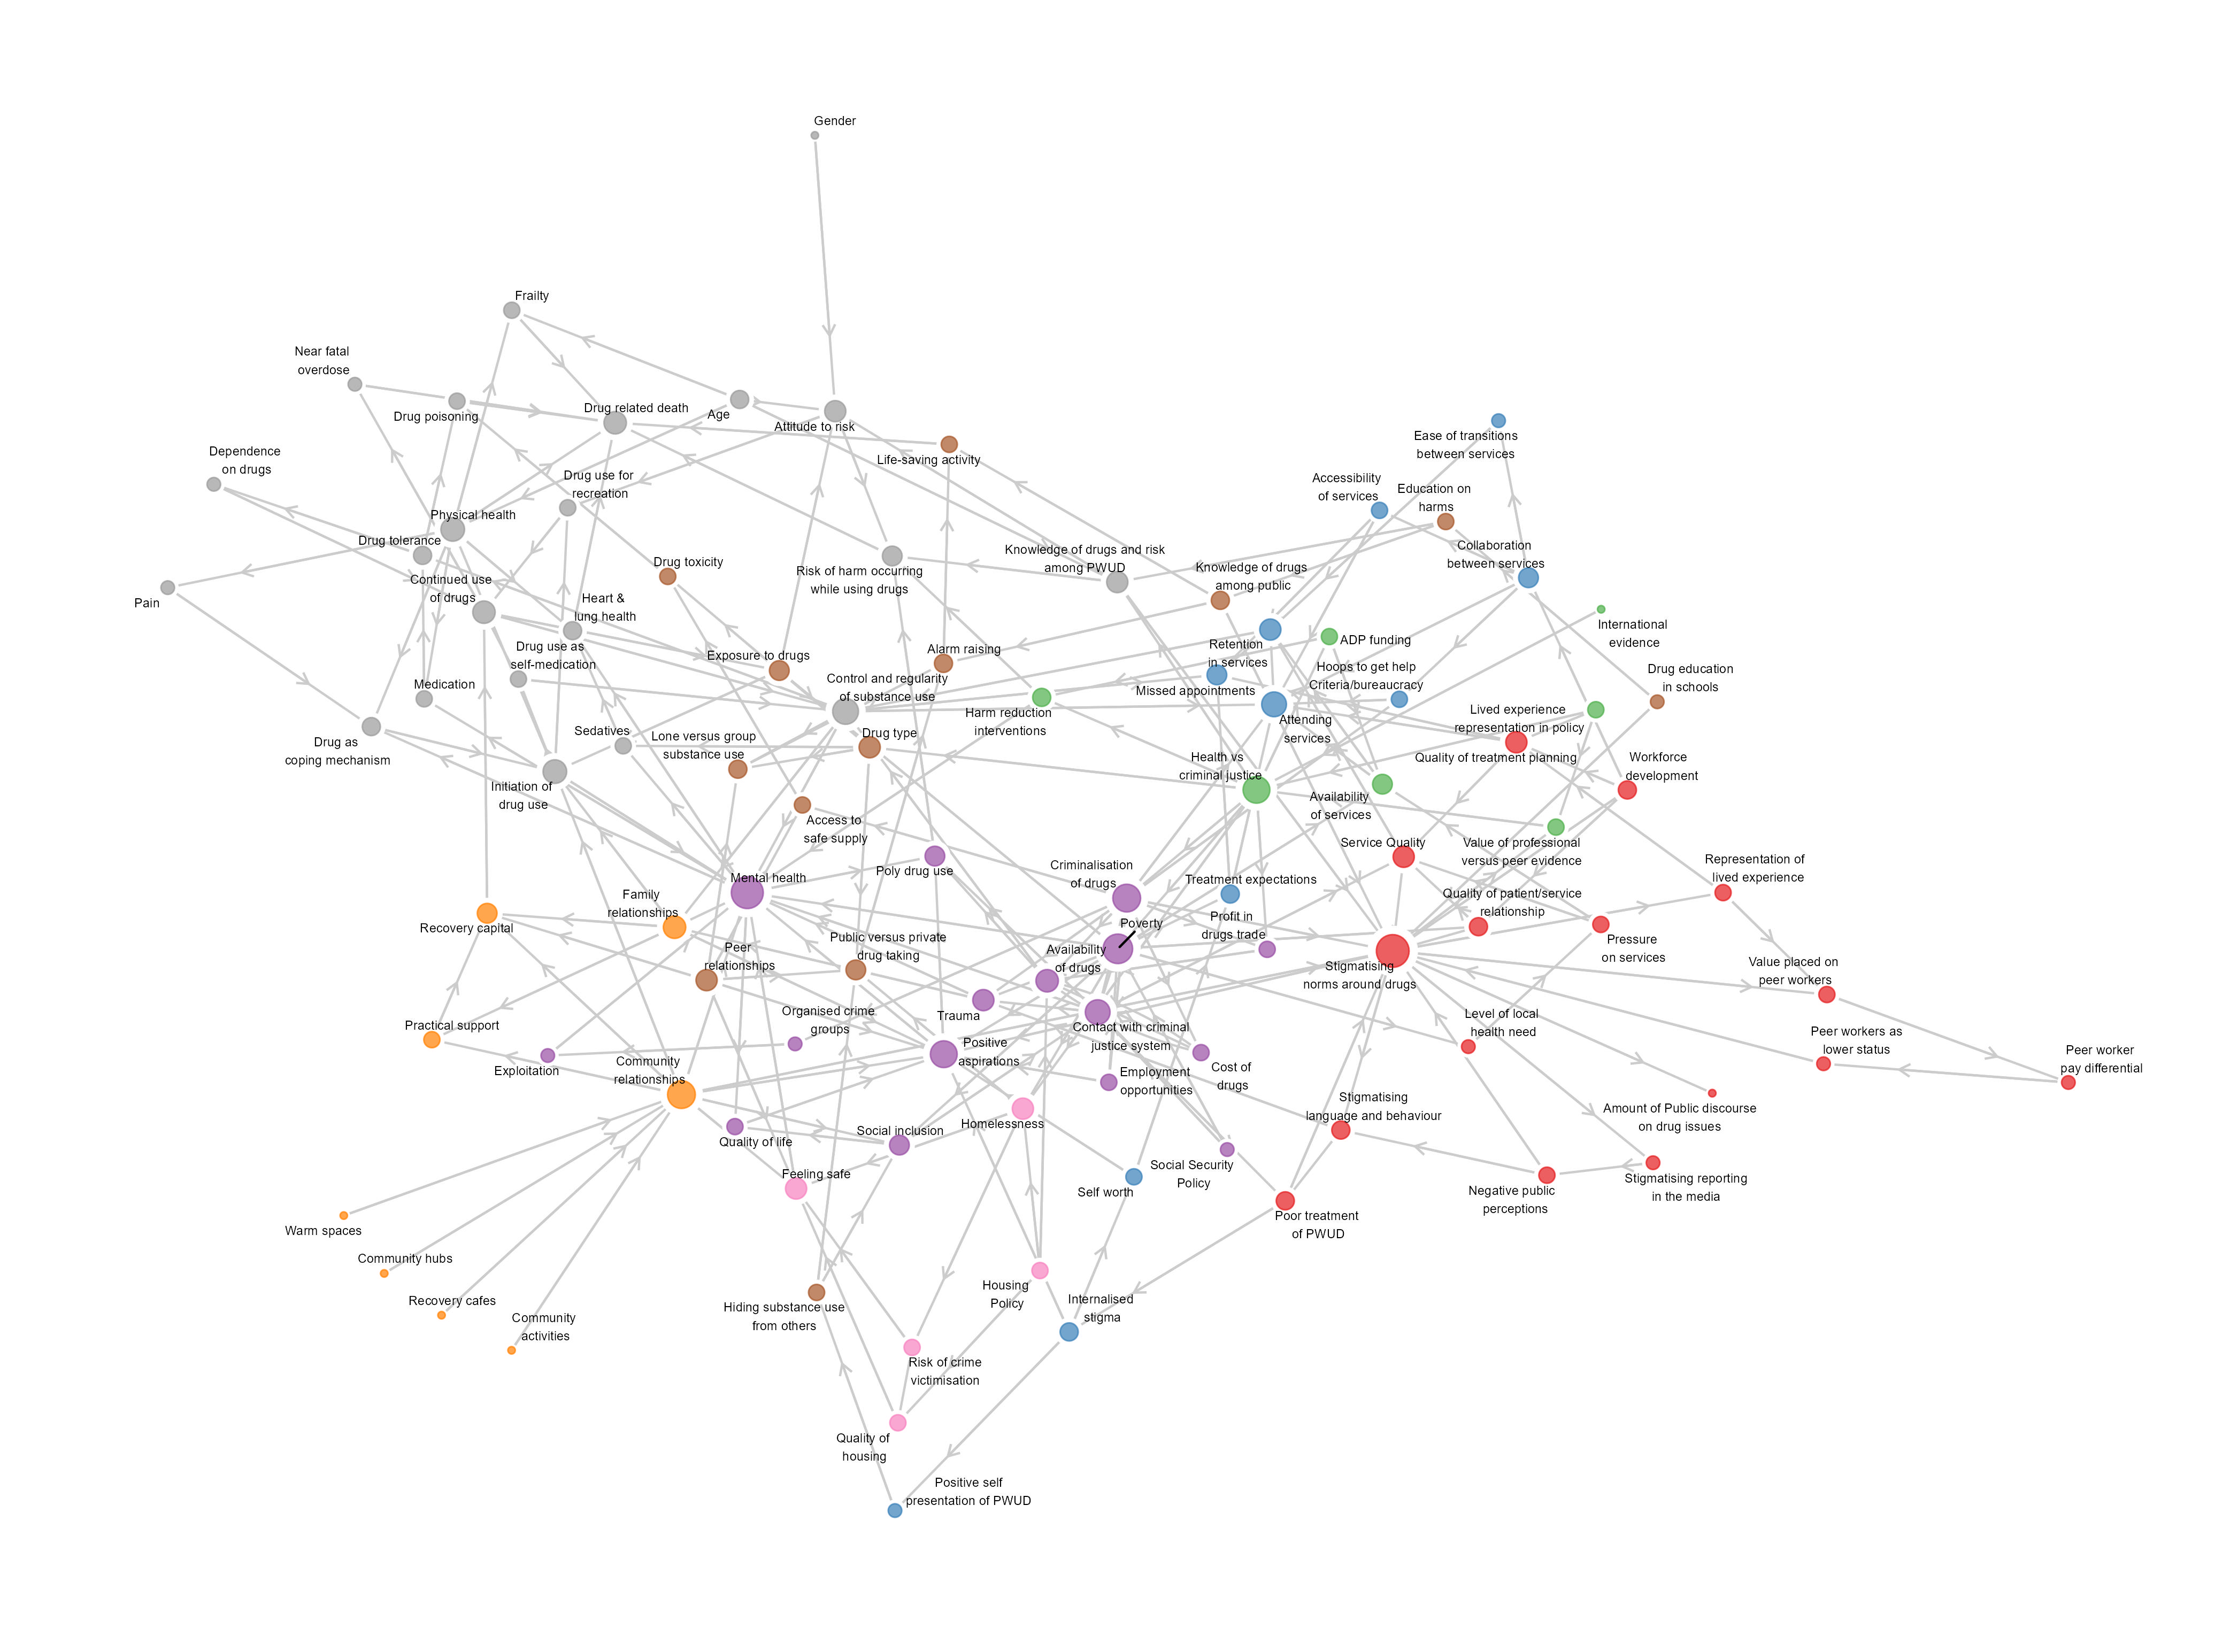 Gender
Frailty
Near fatal
overdose
Drug poisoning
Drug related death
Age
Attitude to risk
Life-saving activity
Ease of transitions
between services
Dependence
on drugs
Drug use for
recreation
Accessibility
of services
Education on
harms
Physical health
Drug tolerance
Collaboration
between services
Knowledge of drugs and risk
among PWUD
Knowledge of drugs
among public
Drug toxicity
Risk of harm occurring
while using drugs
Continued use
of drugs
Pain
Heart &
lung health
International
evidence
ADP funding
Retention
in services
Drug use as
self-medication
Exposure to drugs
Alarm raising
Hoops to get help
Criteria/bureaucracy
Drug education
in schools
Medication
Control and regularity
of substance use
Missed appointments
Harm reduction
interventions
Attending
services
Lived experience
representation in policy
Sedatives
Drug type
Lone versus group
substance use
Drug as
coping mechanism
Health vs
criminal justice
Quality of treatment planning
Workforce
development
Initiation of
drug use
Availability
of services
Access to
safe supply
Service Quality
Value of professional
versus peer evidence
Poly drug use
Mental health
Criminalisation
of drugs
Treatment expectations
Representation of
lived experience
Family
relationships
Quality of patient/service
relationship
Recovery capital
Poverty
Profit in
drugs trade
Public versus private
drug taking
Peer
relationships
Availability
of drugs
Pressure
on services
Stigmatising
norms around drugs
Value placed on
peer workers
Trauma
Organised crime
groups
Practical support
Contact with criminal
justice system
Level of local
health need
Peer workers as
lower status
Peer worker
pay differential
Exploitation
Community
relationships
Positive
aspirations
Employment
opportunities
Cost of
drugs
Stigmatising
language and behaviour
Amount of Public discourse
on drug issues
Homelessness
Social inclusion
Quality of life
Feeling safe
Social Security
Policy
Self worth
Stigmatising reporting
in the media
Negative public
perceptions
Poor treatment
of PWUD
Warm spaces
Community hubs
Recovery cafes
Community
activities
Hiding substance use
from others
Housing
Policy
Internalised
stigma
Risk of crime
victimisation
Quality of
housing
Positive self
presentation of PWUD